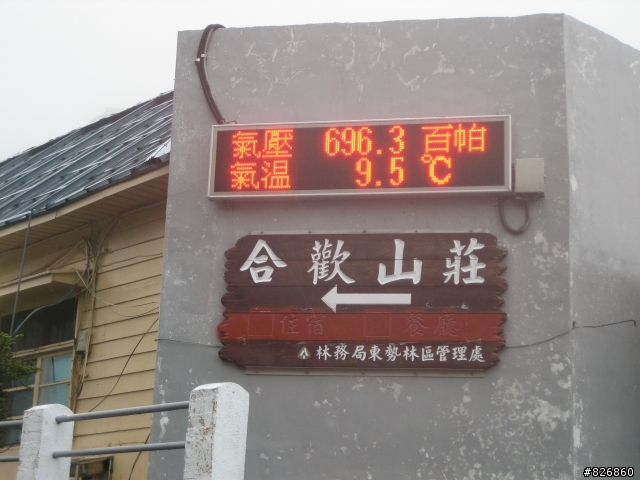 氣壓 696.3 百帕
氣溫 9.5 ℃
合歡山莊
住宿 餐廳
林務局東勢林區管理處
#826860